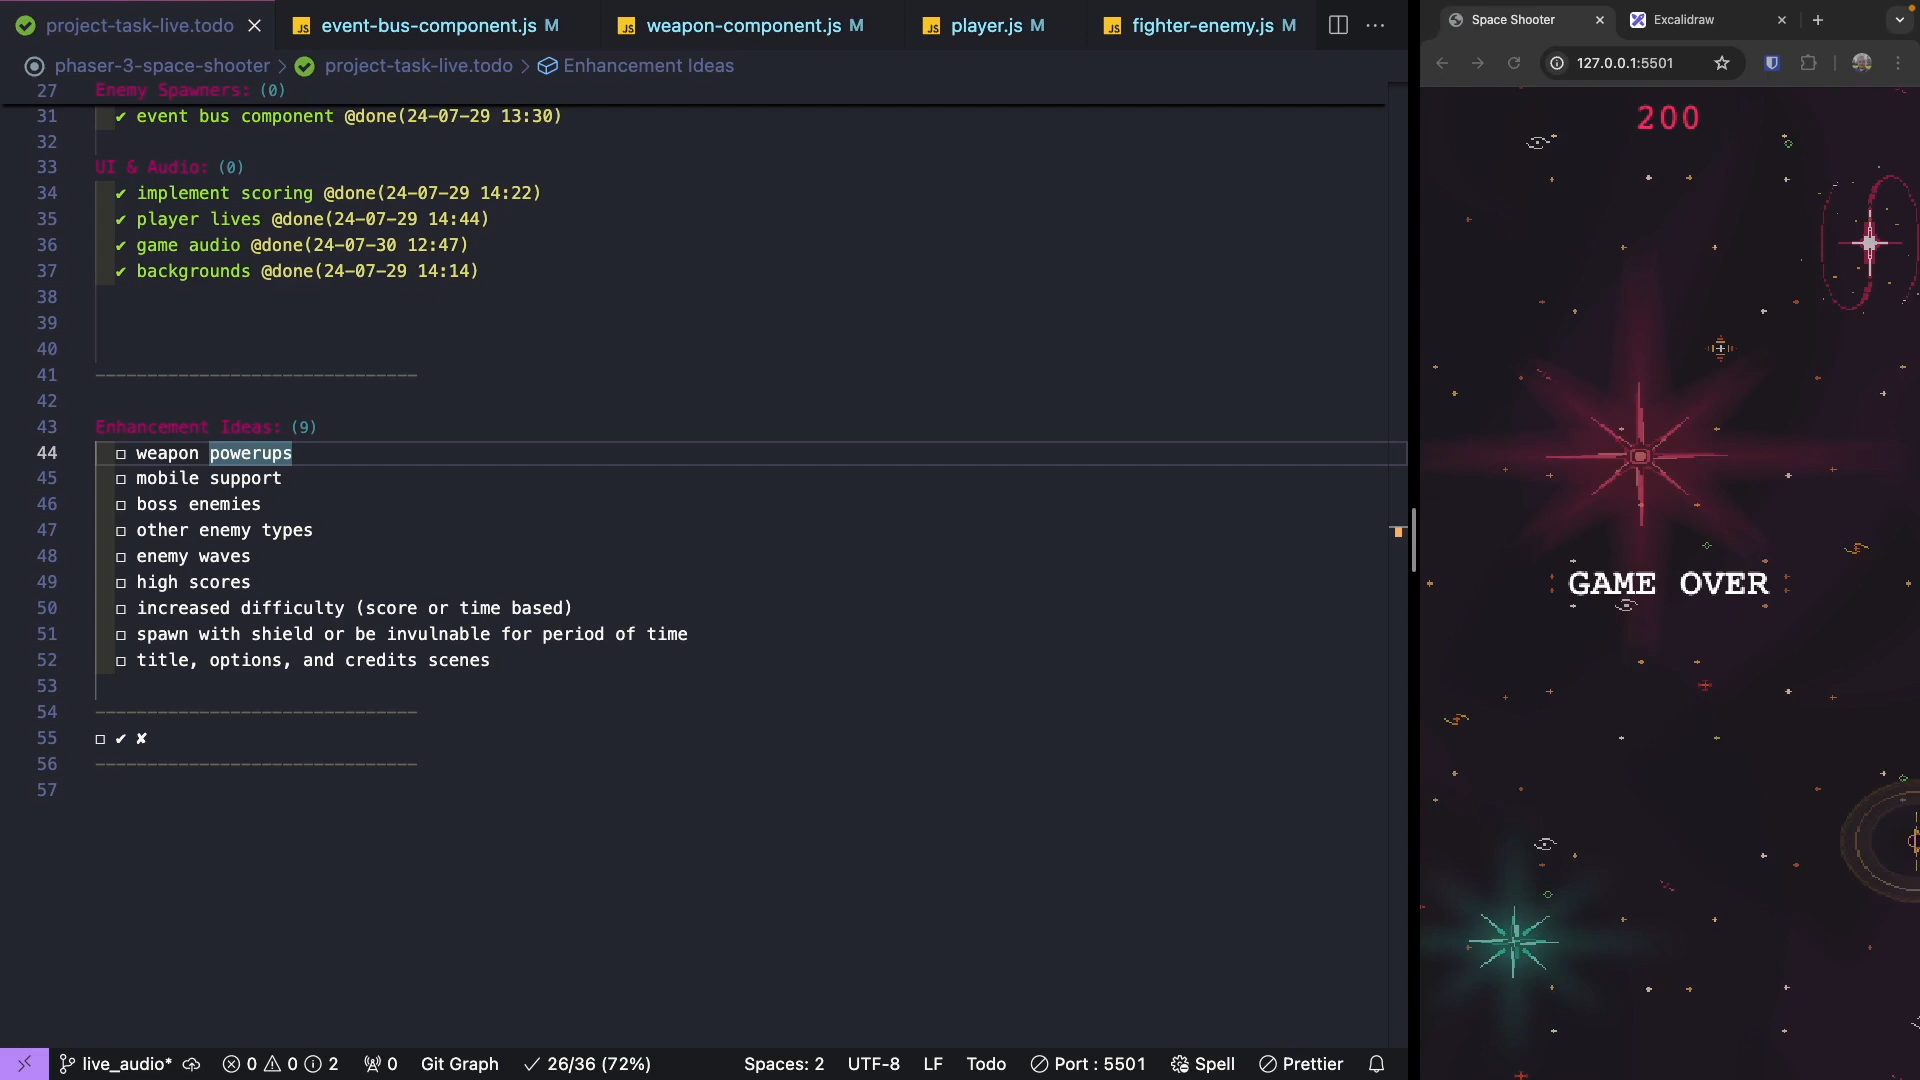 project-task-live.todo
event-bus-component.js M
weapon-component.js M
player.js M
fighter-enemy.js M
phaser-3-space-shooter > project-task-live.todo > Enhancement Ideas
27 Enemy Spawners: (0)
31 ✔ event bus component @done(24-07-29 13:30)
32
33 UI & Audio: (0)
34 ✔ implement scoring @done(24-07-29 14:22)
35 ✔ player lives @done(24-07-29 14:44)
36 ✔ game audio @done(24-07-30 12:47)
37 ✔ backgrounds @done(24-07-29 14:14)
38
39
40
41 –––––––––––––––––––––––––––––––
42
43 Enhancement Ideas: (9)
44 ☐ weapon powerups
45 ☐ mobile support
46 ☐ boss enemies
47 ☐ other enemy types
48 ☐ enemy waves
49 ☐ high scores
50 ☐ increased difficulty (score or time based)
51 ☐ spawn with shield or be invulnable for period of time
52 ☐ title, options, and credits scenes
53
54 –––––––––––––––––––––––––––––––
55 ☐ ✔ ✘
56 –––––––––––––––––––––––––––––––
57
live_audio* 0 0 2 0 Git Graph 26/36 (72%) Spaces: 2 UTF-8 LF Todo Port : 5501 Spell Prettier
Space Shooter
Excalidraw
127.0.0.1:5501
200
GAME OVER